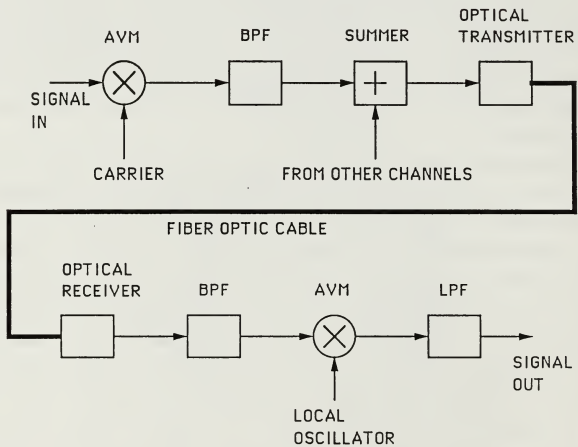 OPTICAL
TRANSMITTER
AVM
BPF
SUMMER
SIGNAL
IN
CARRIER
FROM OTHER CHANNELS
FIBER OPTIC CABLE
OPTICAL
RECEIVER
BPF
AVM
LPF
SIGNAL
OUT
LOCAL
OSCILLATOR